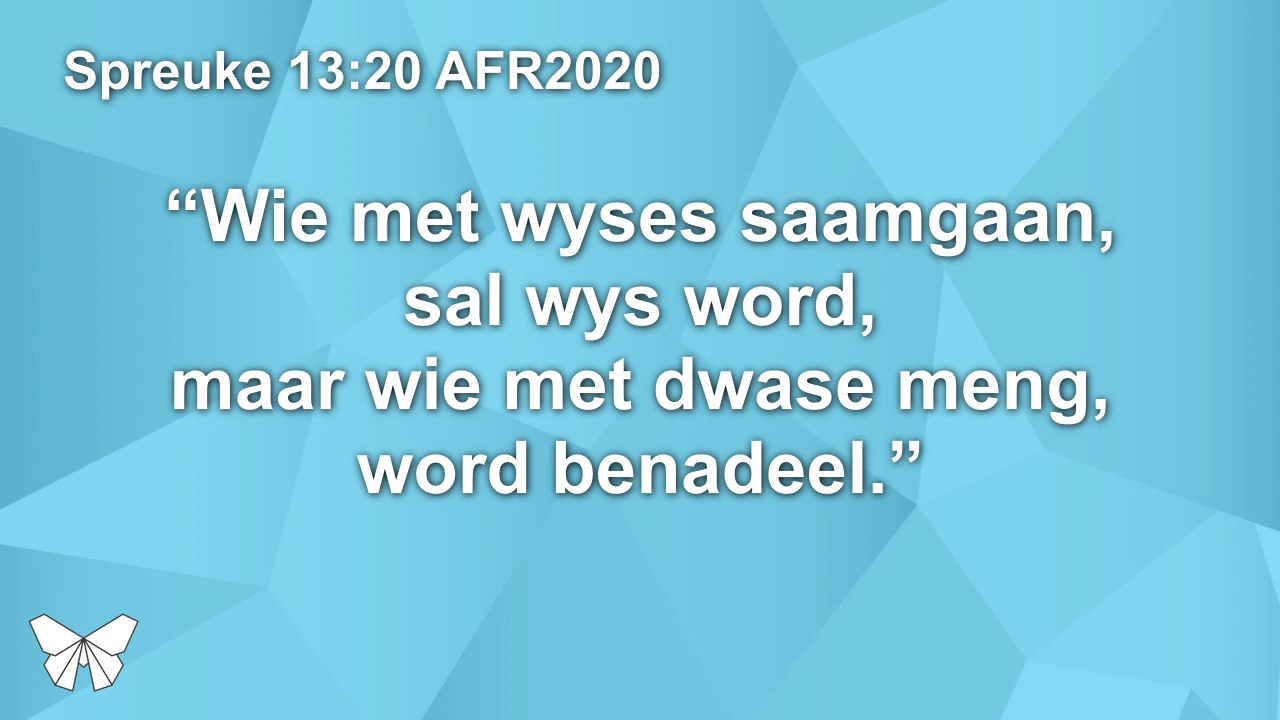 Spreuke 13:20 AFR2020
“Wie met wyses saamgaan,
sal wys word,
maar wie met dwase meng,
word benadeel.”